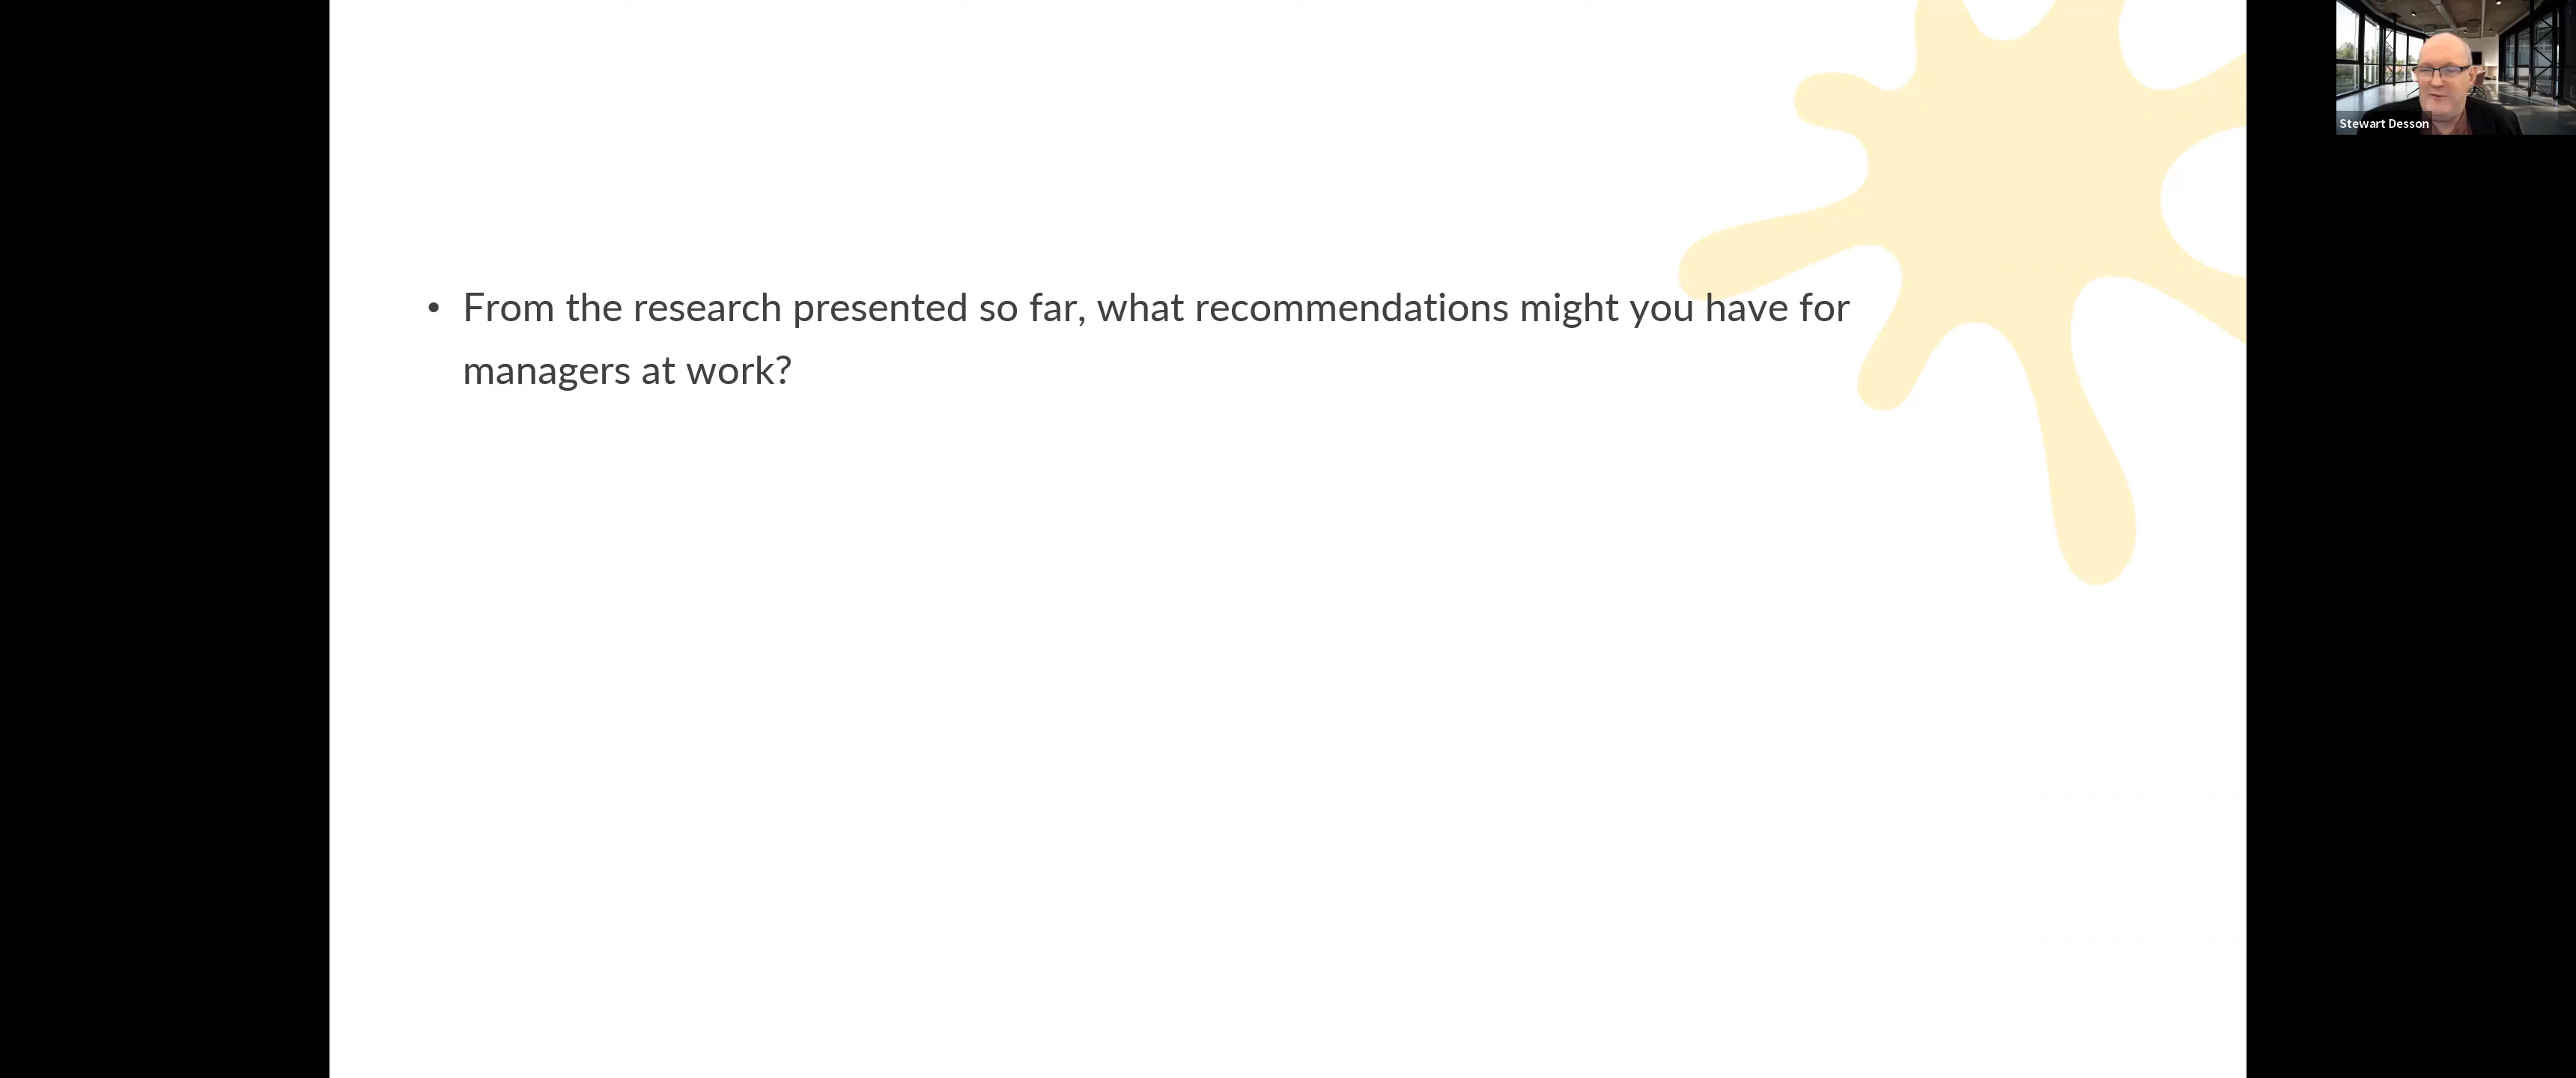 • From the research presented so far, what recommendations might you have for
managers at work?
Stewart Desson